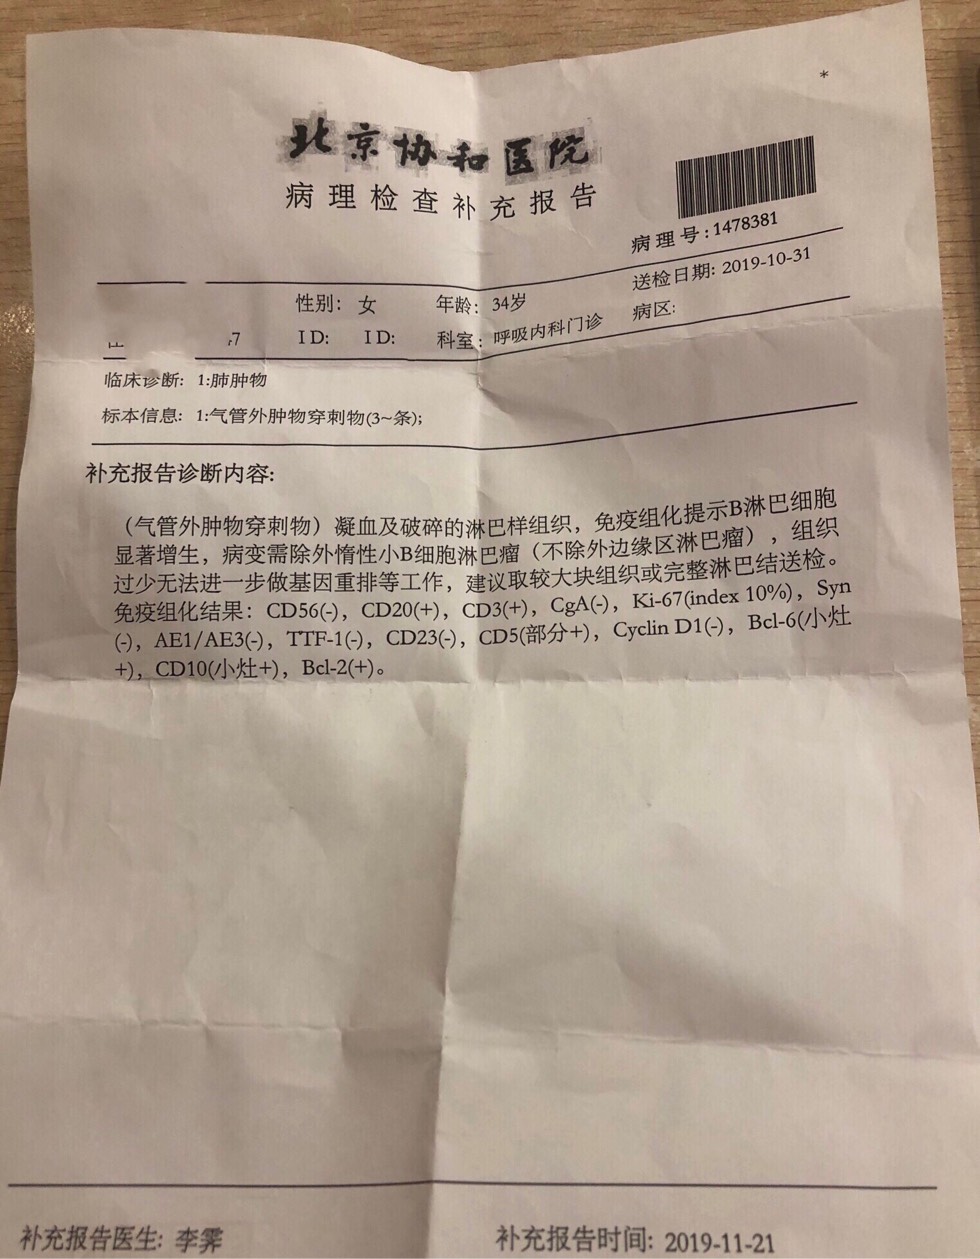 *
北京协和医院
病理检查补充报告
病理号:1478381
送检日期: 2019-10-31
性别: 女 年龄: 34岁 病区:
7 ID: ID: 科室: 呼吸内科门诊
临床诊断: 1:肺肿物
标本信息: 1:气管外肿物穿刺物(3~条);
补充报告诊断内容:
（气管外肿物穿刺物）凝血及破碎的淋巴样组织，免疫组化提示B淋巴细胞
显著增生，病变需除外惰性小B细胞淋巴瘤（不除外边缘区淋巴瘤），组织
过少无法进一步做基因重排等工作，建议取较大块组织或完整淋巴结送检。
免疫组化结果：CD56(-)，CD20(+)，CD3(+)，CgA(-)，Ki-67(index 10%)，Syn
(-)，AE1/AE3(-)，TTF-1(-)，CD23(-)，CD5(部分+)，Cyclin D1(-)，Bcl-6(小灶
+)，CD10(小灶+)，Bcl-2(+)。
补充报告医生: 李霁 补充报告时间: 2019-11-21